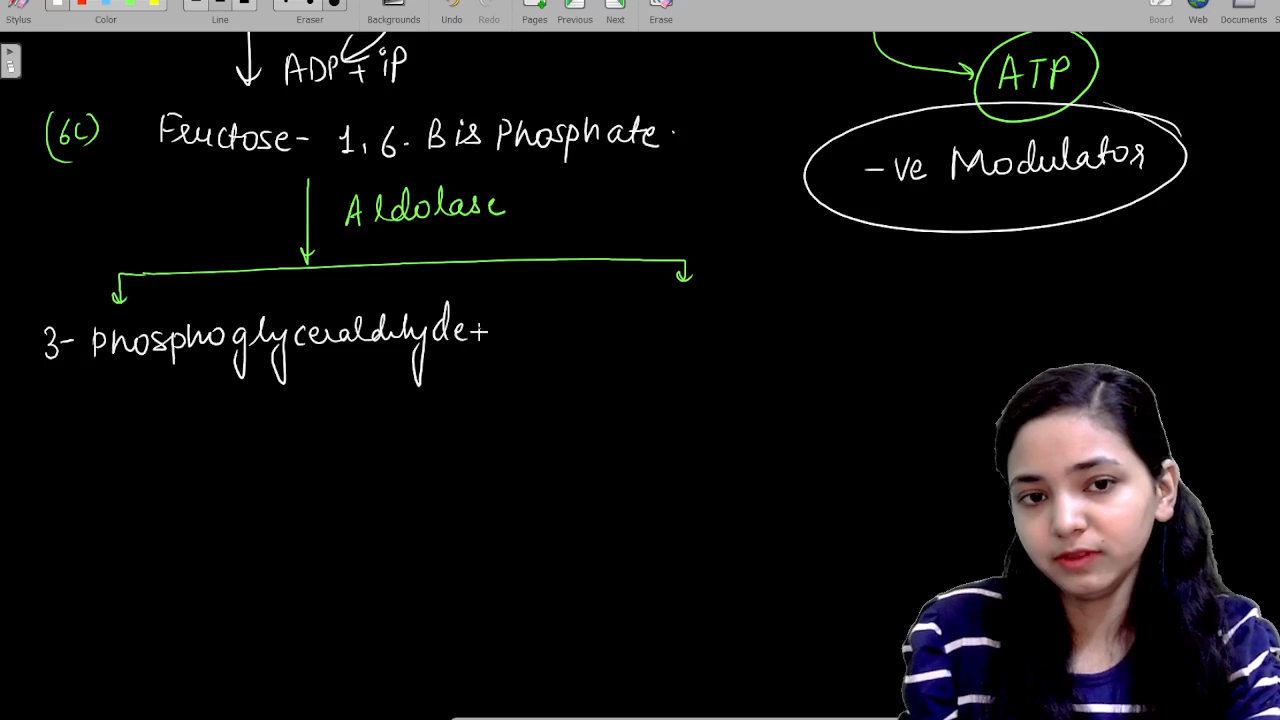 Stylus
Color
Line
Eraser
Backgrounds
Undo
Redo
Pages
Previous
Next
Erase
Board
Web
Documents
ADP + iP
ATP
(6C) Fructose- 1,6. Bis Phosphate.
-ve Modulator
Aldolase
3- Phosphoglyceraldehyde+